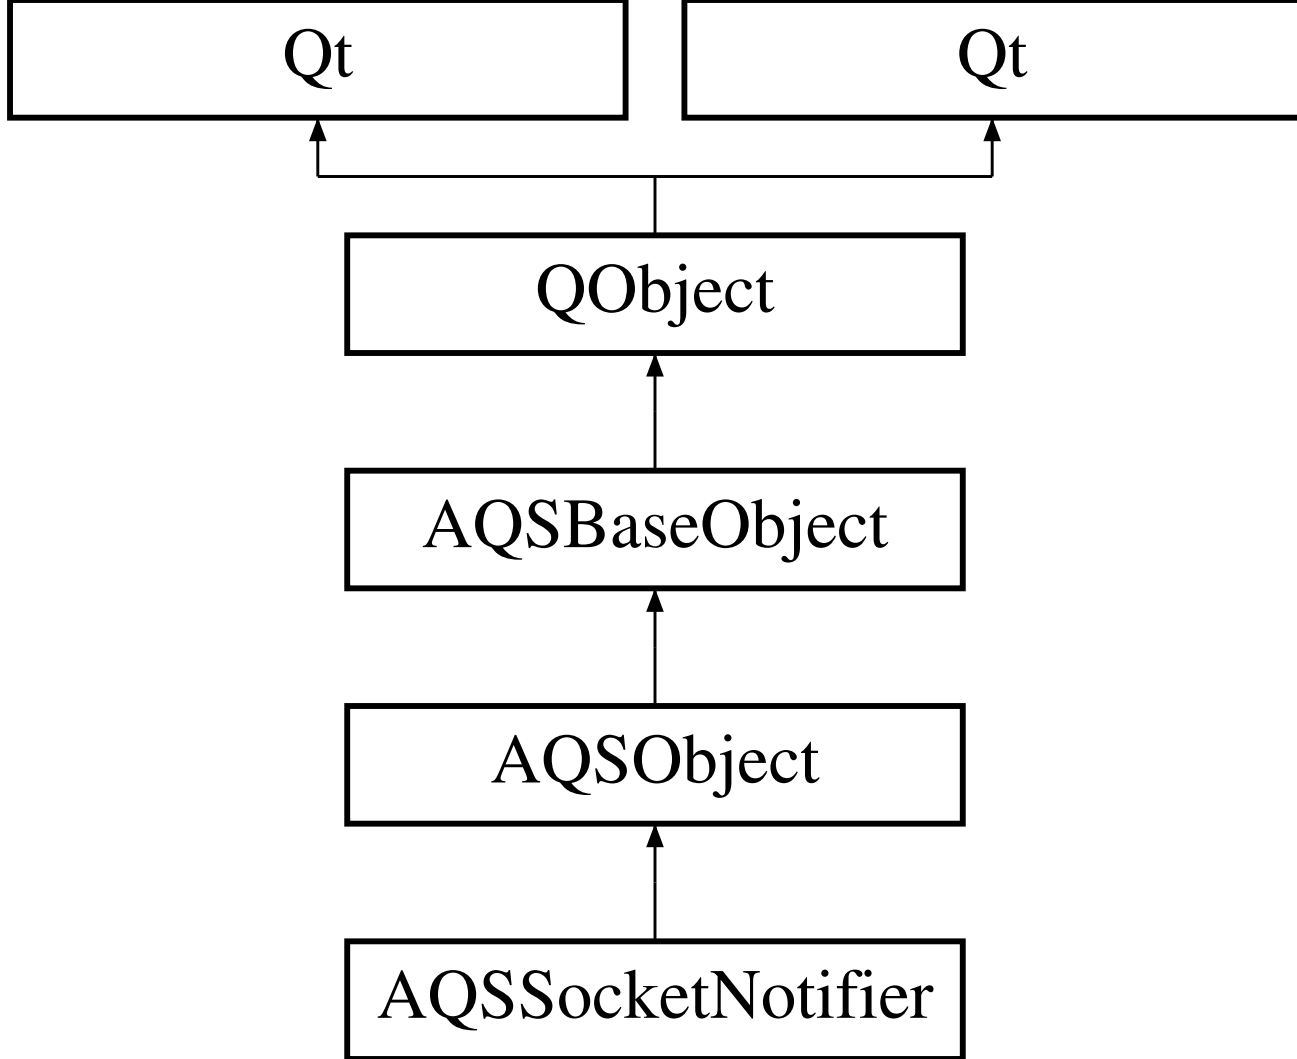 Qt
Qt
QObject
AQSBaseObject
AQSObject
AQSSocketNotifier